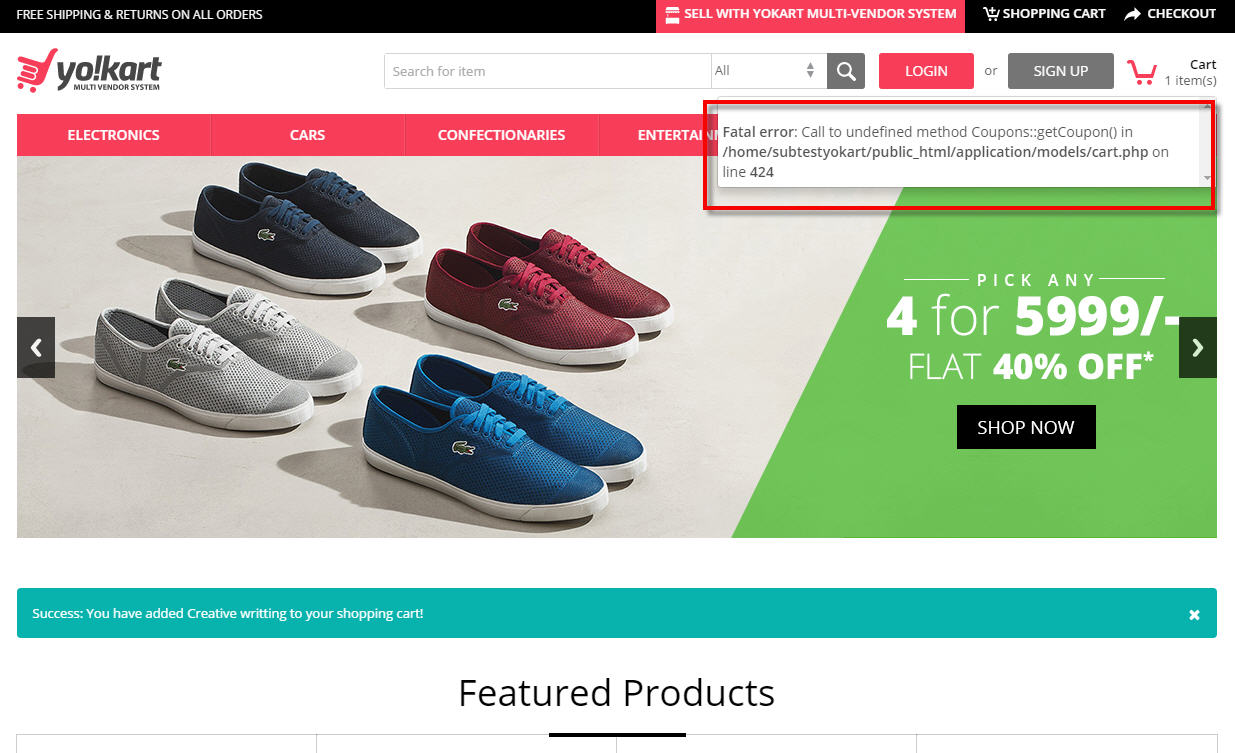 FREE SHIPPING & RETURNS ON ALL ORDERS
SELL WITH YOKART MULTI-VENDOR SYSTEM
SHOPPING CART
CHECKOUT
yo!kart
MULTI VENDOR SYSTEM
Search for item
All
LOGIN
or
SIGN UP
Cart
1 item(s)
ELECTRONICS
CARS
CONFECTIONARIES
ENTERTAIN
Fatal error: Call to undefined method Coupons::getCoupon() in
/home/subtestyokart/public_html/application/models/cart.php on
line 424
PICK ANY
4 for 5999/-
FLAT 40% OFF*
SHOP NOW
Success: You have added Creative writting to your shopping cart!
Featured Products